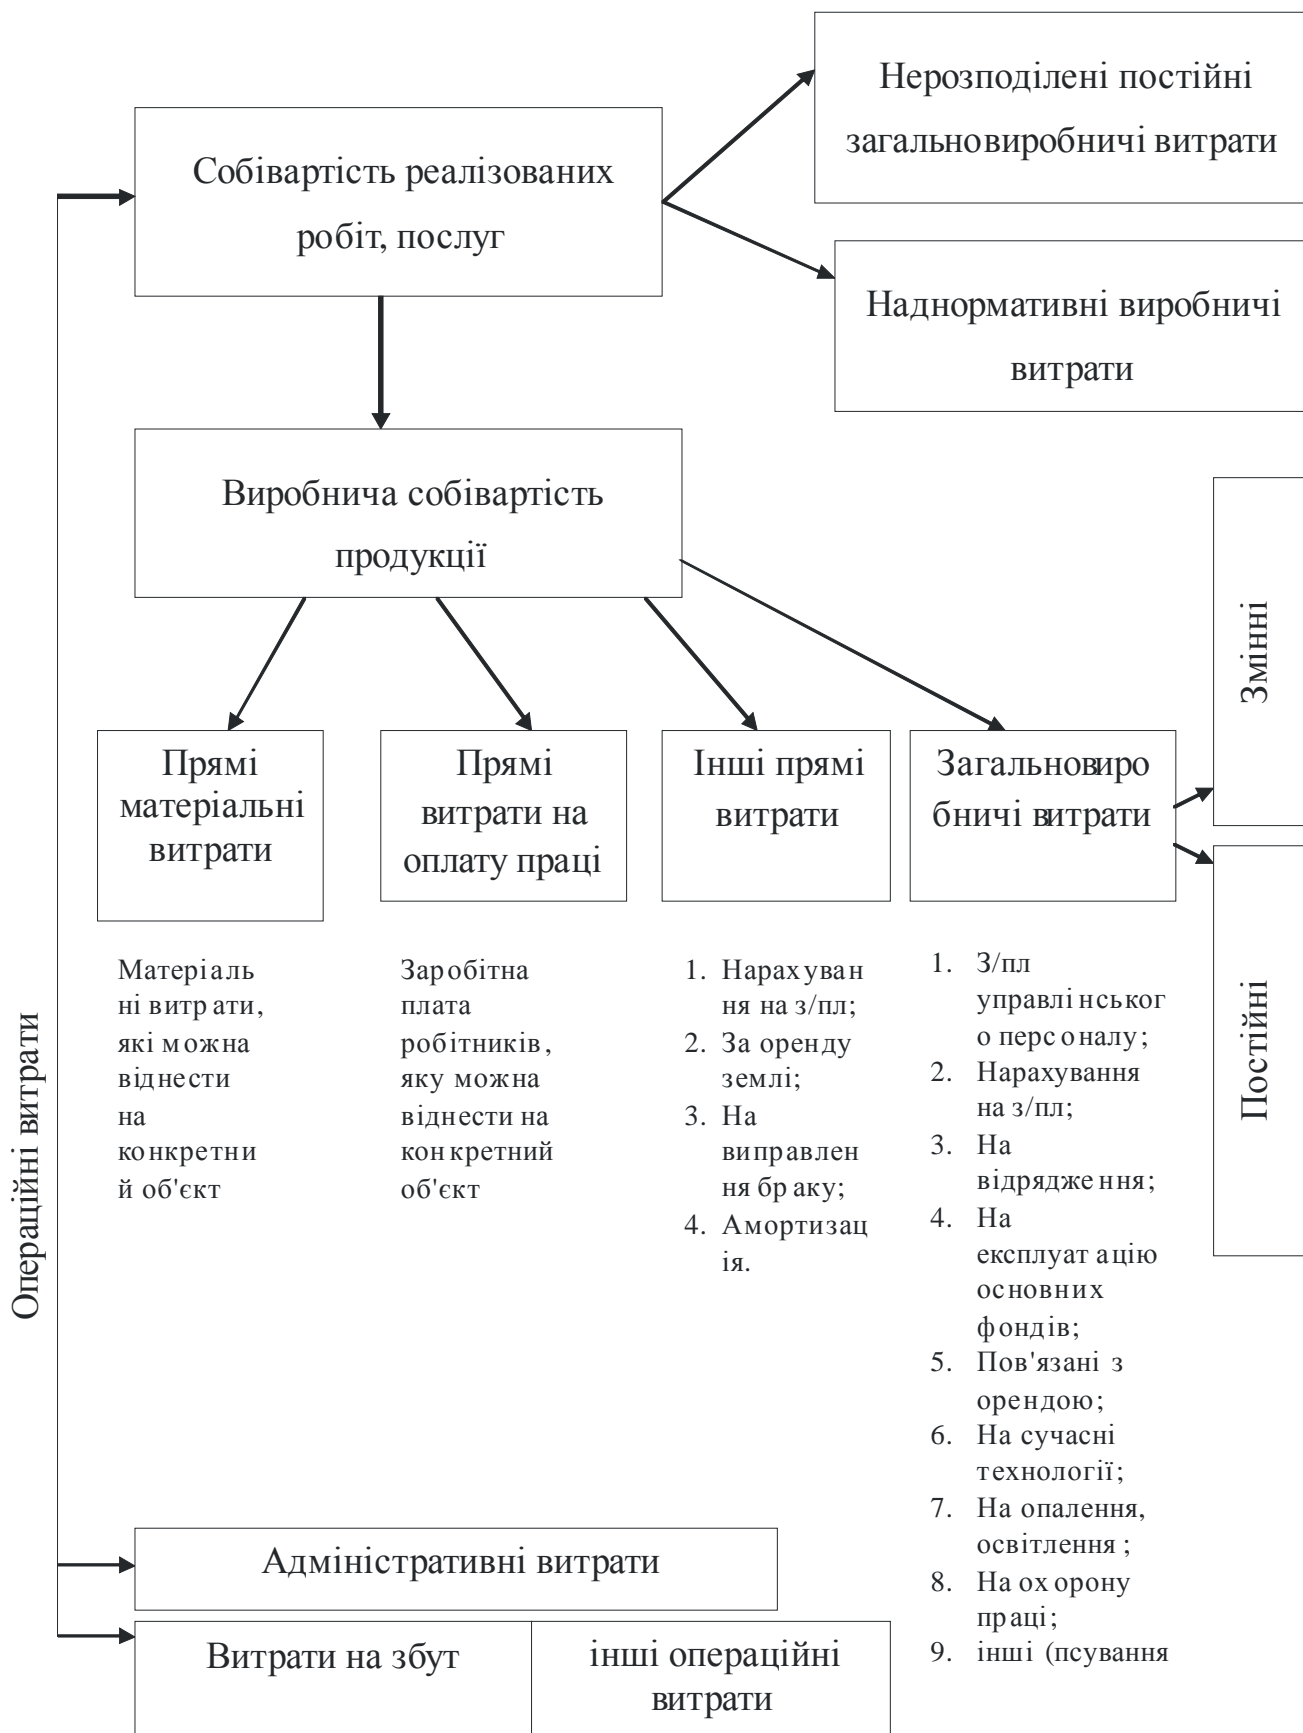 Нерозподілені постійні
загальновиробничі витрати
Собівартість реалізованих
робіт, послуг
Наднормативні виробничі
витрати
Виробнича собівартість
продукції
Змінні
Прямі
матеріальні
витрати
Прямі
витрати на
оплату праці
Інші прямі
витрати
Загальновиро
бничі витрати
Постійні
Матеріаль
ні витрати,
які можна
віднести
на
конкретни
й об'єкт
Заробітна
плата
робітників,
яку можна
віднести на
конкретний
об'єкт
1. Нарахуван
ня на з/пл;
2. За оренду
землі;
3. На
виправлен
ня браку;
4. Амортизац
ія.
1. З/пл
управлінськог
о персоналу;
2. Нарахування
на з/пл;
3. На
відрядження;
4. На
експлуатацію
основних
фондів;
5. Пов'язані з
орендою;
6. На сучасні
технології;
7. На опалення,
освітлення;
8. На охорону
праці;
9. інші (псування
Операційні витрати
Адміністративні витрати
Витрати на збут
інші операційні
витрати